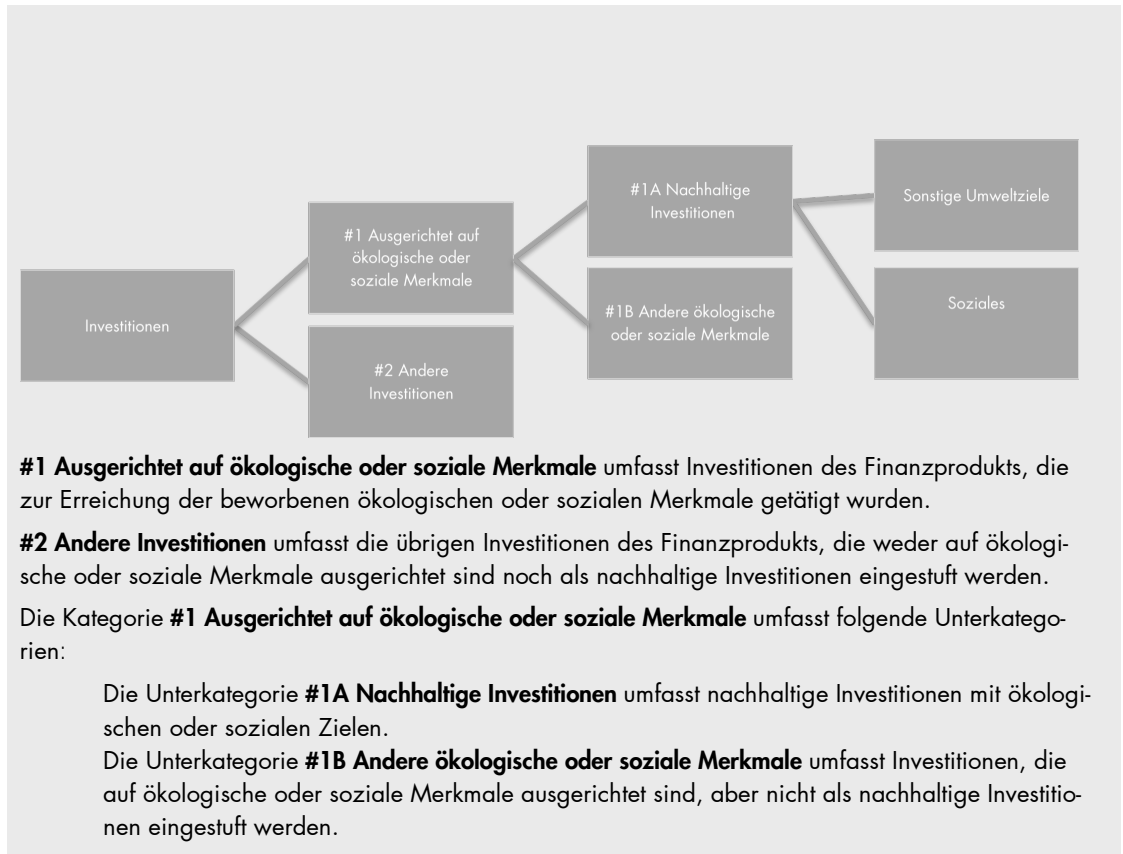 #1A Nachhaltige
Investitionen
Sonstige Umweltziele
#1 Ausgerichtet auf
ökologische oder
soziale Merkmale
#1B Andere ökologische
oder soziale Merkmale
Soziales
Investitionen
#2 Andere
Investitionen
#1 Ausgerichtet auf ökologische oder soziale Merkmale umfasst Investitionen des Finanzprodukts, die
zur Erreichung der beworbenen ökologischen oder sozialen Merkmale getätigt wurden.
#2 Andere Investitionen umfasst die übrigen Investitionen des Finanzprodukts, die weder auf ökologi-
sche oder soziale Merkmale ausgerichtet sind noch als nachhaltige Investitionen eingestuft werden.
Die Kategorie #1 Ausgerichtet auf ökologische oder soziale Merkmale umfasst folgende Unterkatego-
rien:
Die Unterkategorie #1A Nachhaltige Investitionen umfasst nachhaltige Investitionen mit ökologi-
schen oder sozialen Zielen.
Die Unterkategorie #1B Andere ökologische oder soziale Merkmale umfasst Investitionen, die
auf ökologische oder soziale Merkmale ausgerichtet sind, aber nicht als nachhaltige Investitio-
nen eingestuft werden.